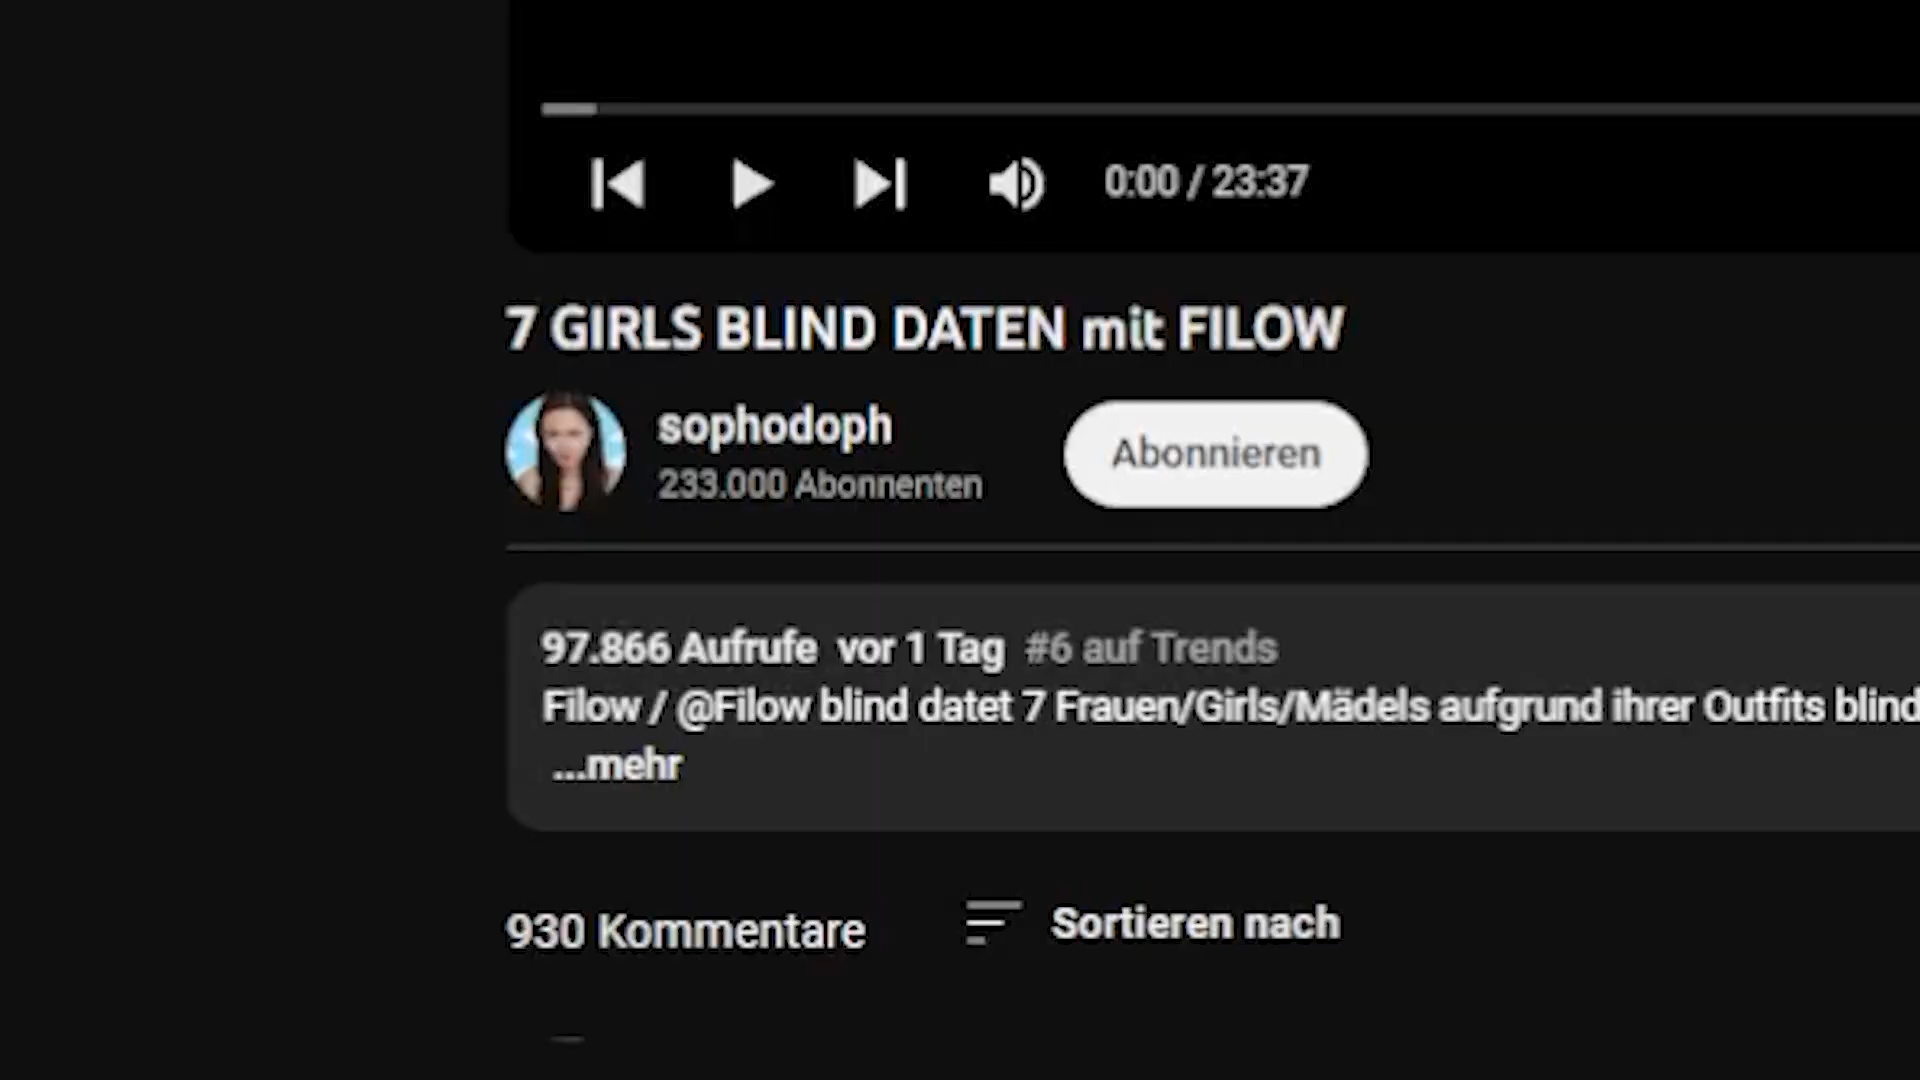 0:00 / 23:37
7 GIRLS BLIND DATEN mit FILOW
sophodoph
233.000 Abonnenten
Abonnieren
97.866 Aufrufe vor 1 Tag #6 auf Trends
Filow / @Filow blind datet 7 Frauen/Girls/Mädels aufgrund ihrer Outfits blind
...mehr
930 Kommentare
Sortieren nach